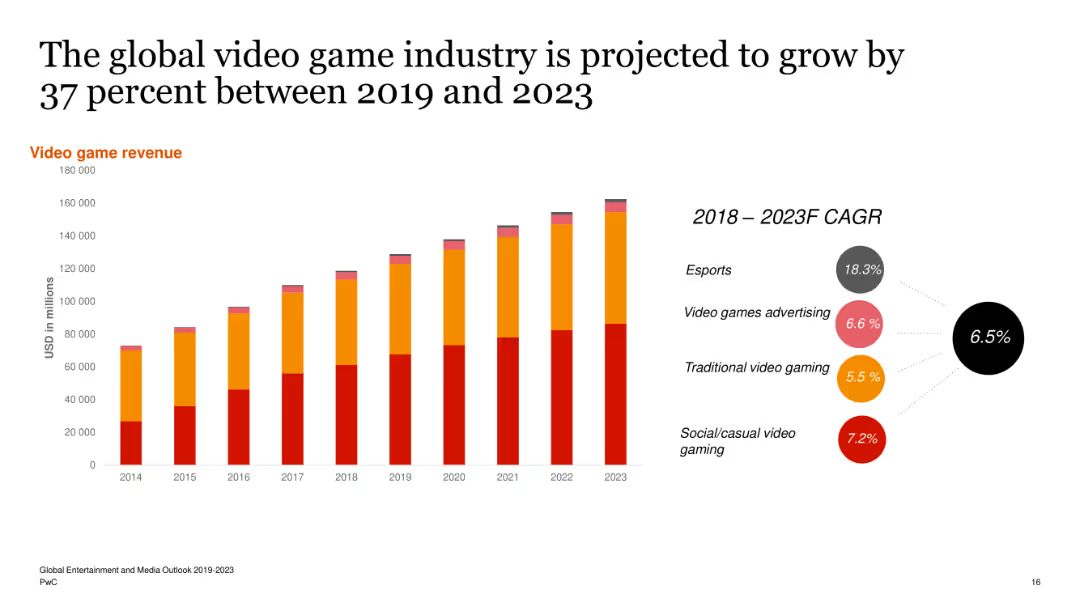 The global video game industry is projected to grow by
37 percent between 2019 and 2023
Video game revenue
180 000
160 000
140 000
120 000
100 000
80 000
60 000
40 000
20 000
0
USD in millions
2014 2015 2016 2017 2018 2019 2020 2021 2022 2023
2018 – 2023F CAGR
Esports 18.3%
Video games advertising 6.6 %
Traditional video gaming 5.5 %
Social/casual video
gaming
7.2%
6.5%
Global Entertainment and Media Outlook 2019-2023
PwC
16